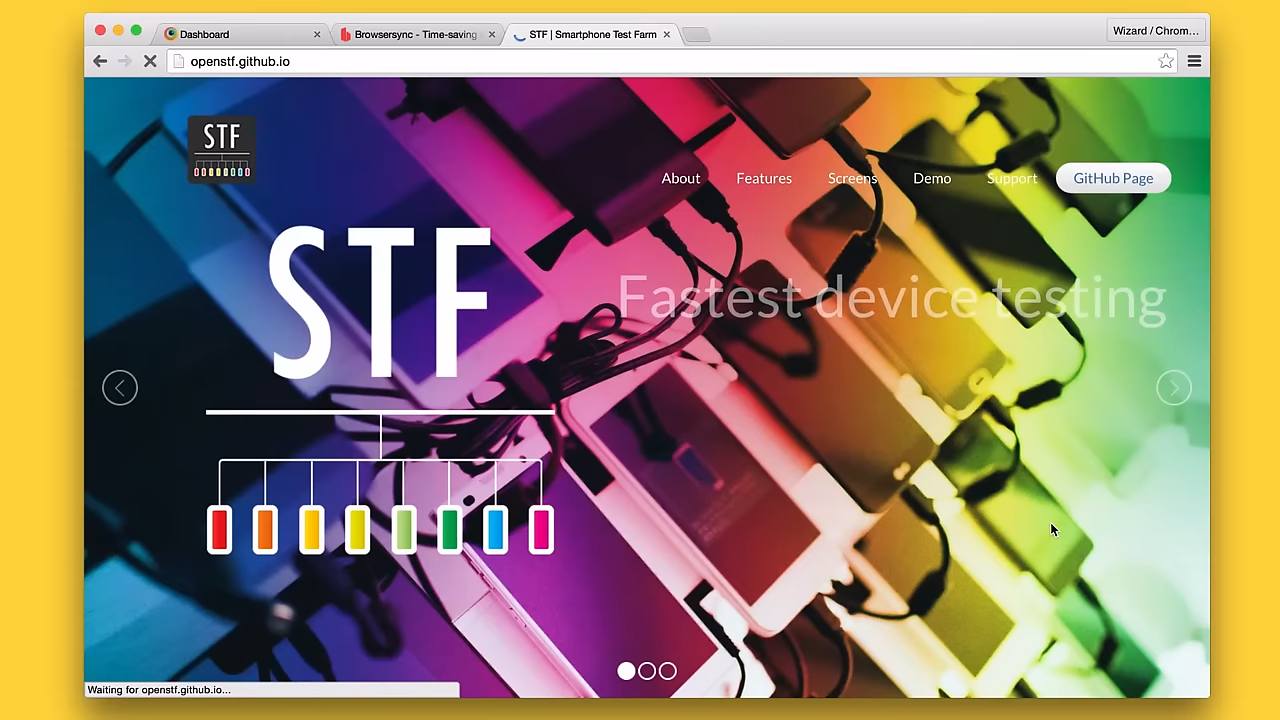 Dashboard
Browsersync - Time-saving
STF | Smartphone Test Farm
Wizard / Chrom...
openstf.github.io
STF
About
Features
Screens
Demo
Support
GitHub Page
STF
Fastest device testing
Waiting for openstf.github.io...